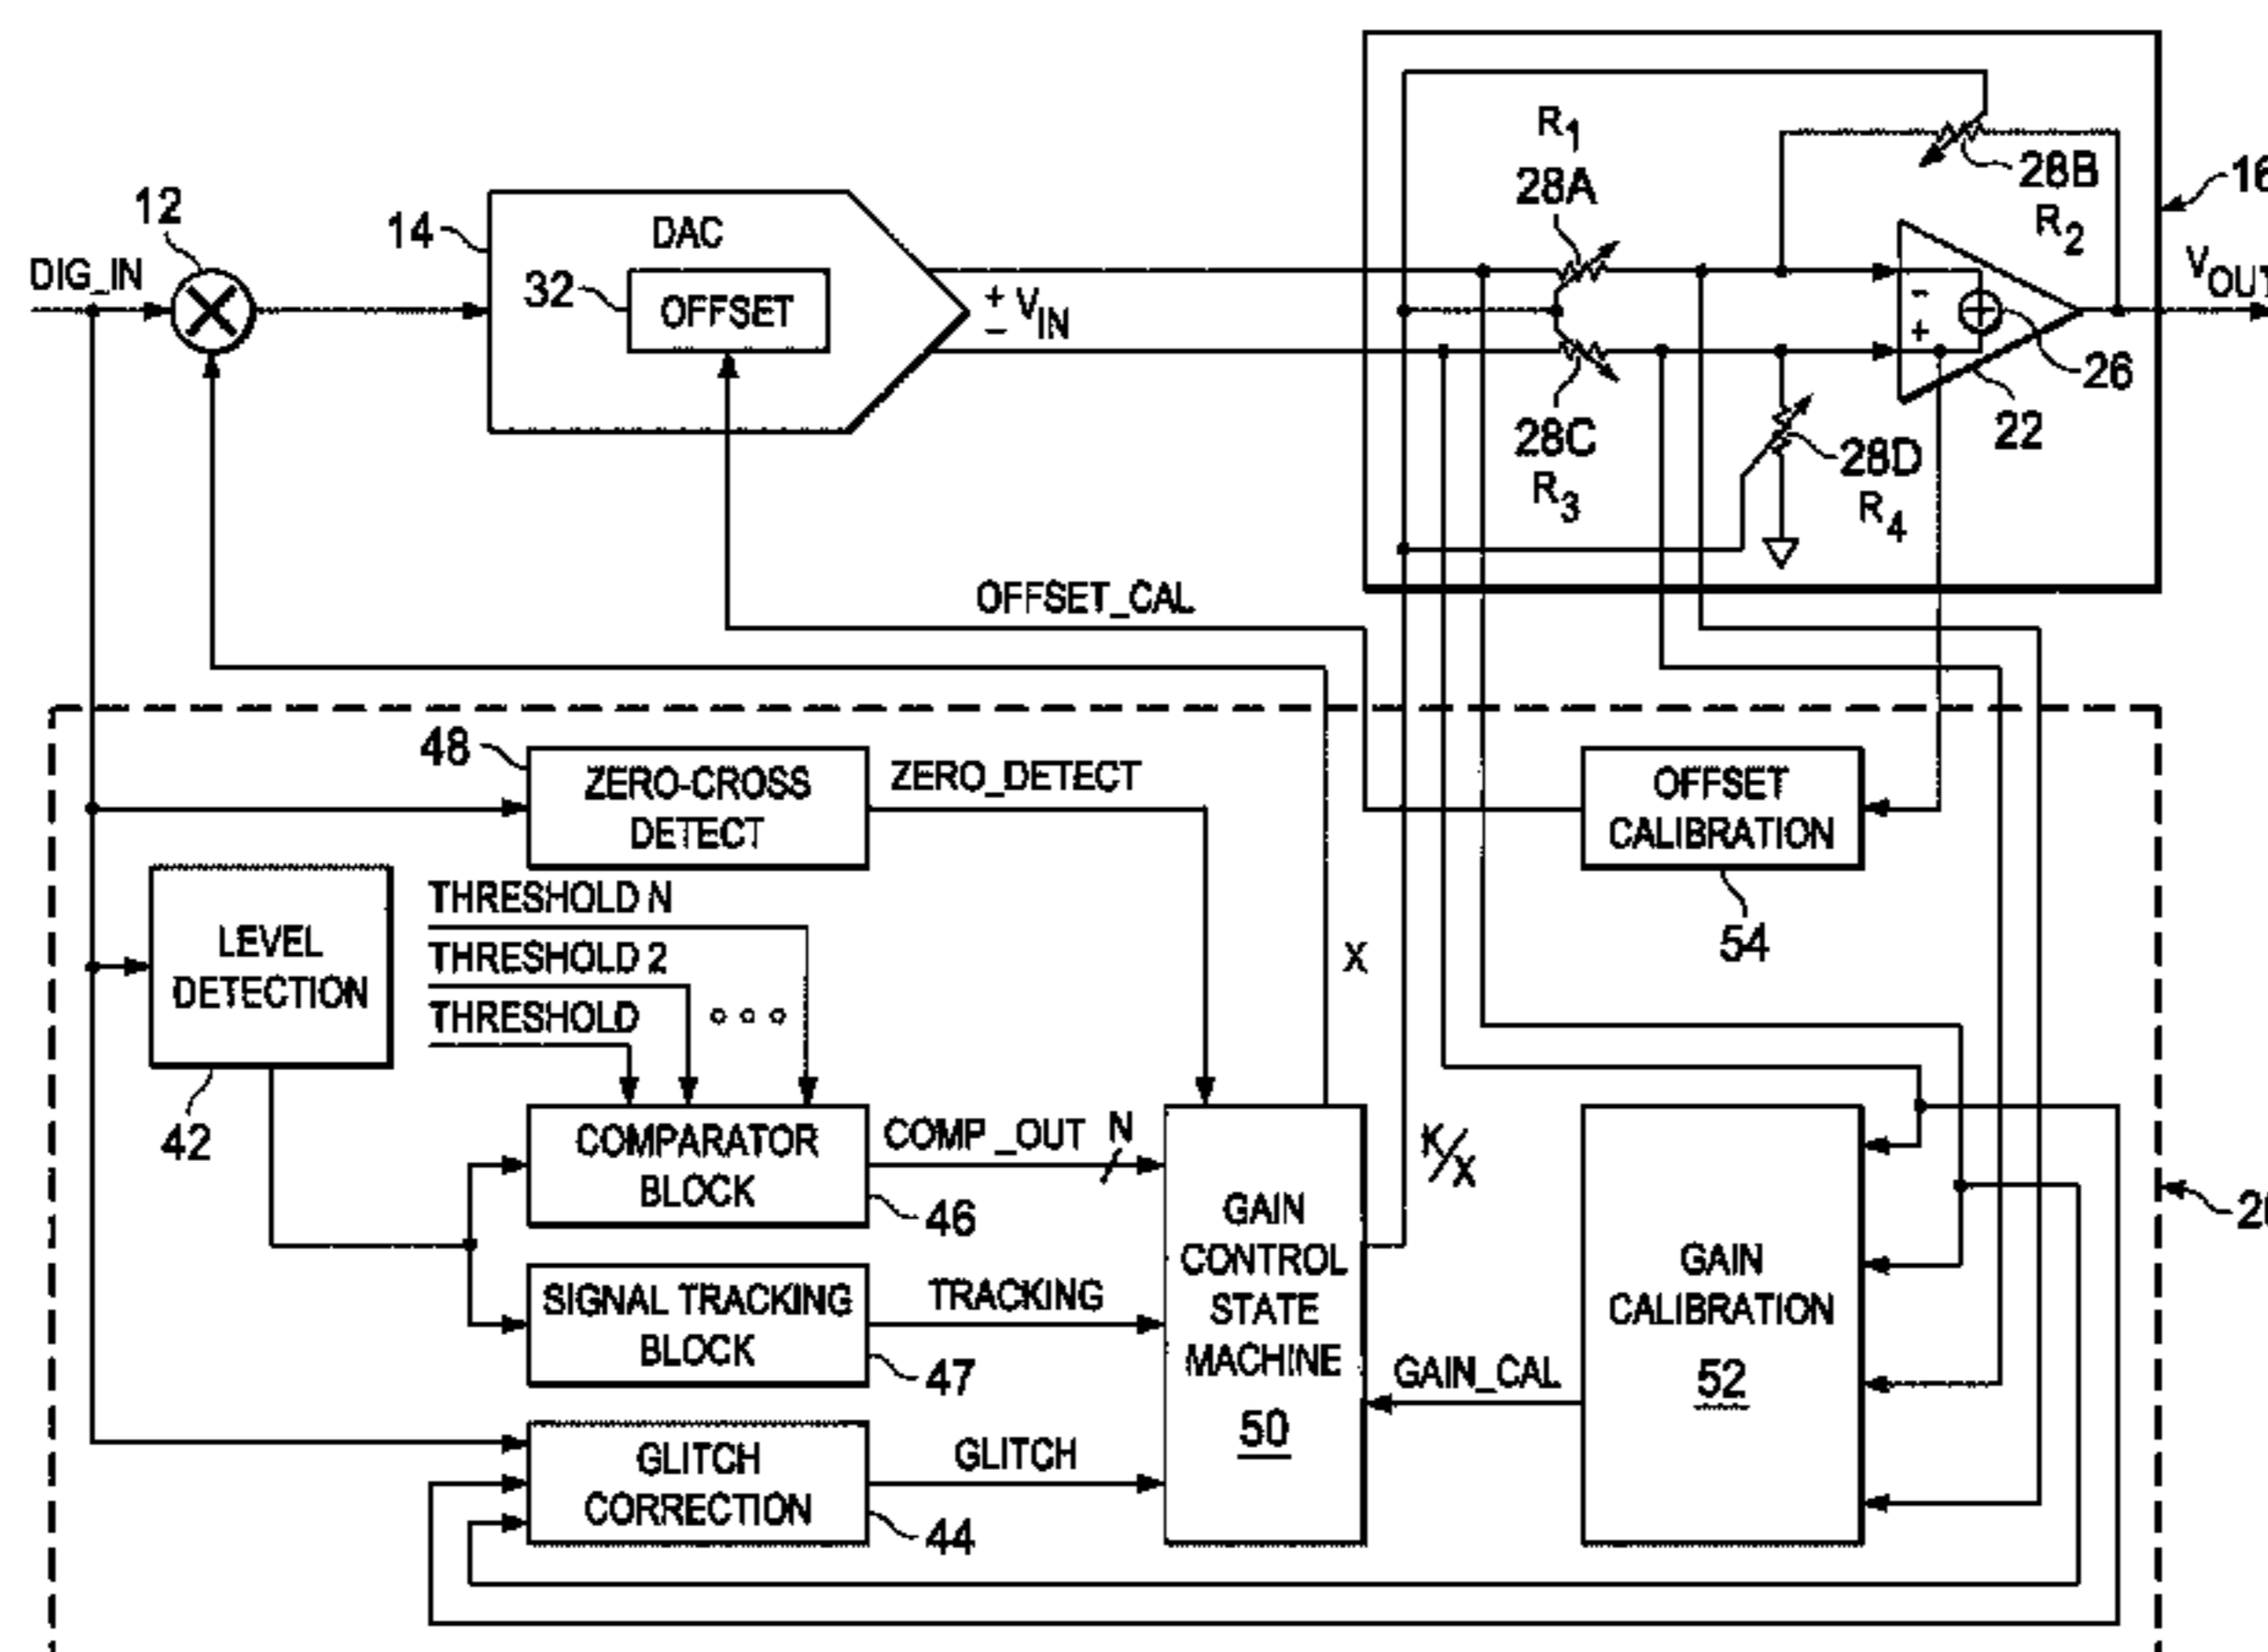 R1
28A
28B
R2
16
12
DIG_IN
14
DAC
32
OFFSET
+
−
VIN
-
+
VOUT
26
22
28C
R3
28D
R4
OFFSET_CAL
48
ZERO-CROSS
DETECT
ZERO_DETECT
OFFSET
CALIBRATION
54
LEVEL
DETECTION
42
THRESHOLD N
THRESHOLD 2
THRESHOLD
X
COMPARATOR
BLOCK
46
COMP_OUT
N
K/X
SIGNAL TRACKING
BLOCK
47
TRACKING
GAIN
CONTROL
STATE
MACHINE
50
GAIN
CALIBRATION
52
GAIN_CAL
GLITCH
CORRECTION
44
GLITCH